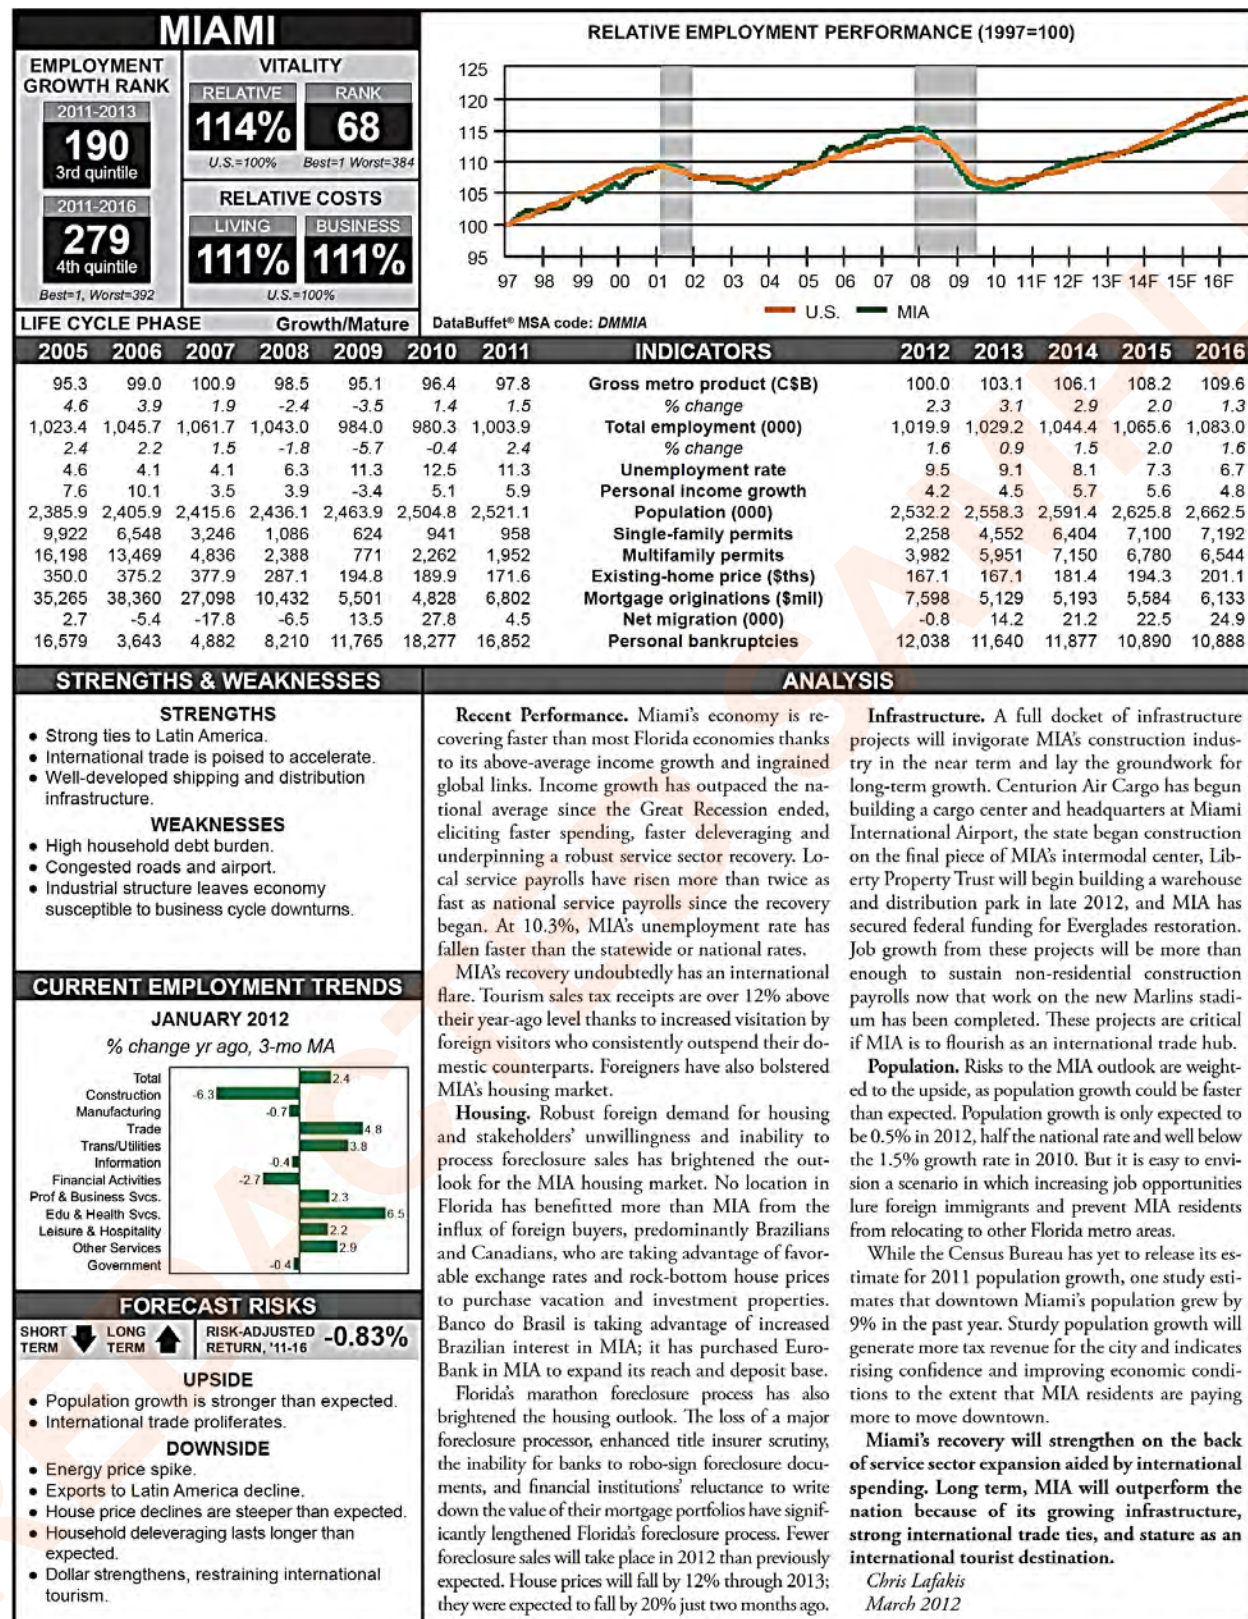 MIAMI
EMPLOYMENT
GROWTH RANK
2011-2013
190
3rd quintile
2011-2016
279
4th quintile
Best=1, Worst=392
VITALITY
RELATIVE RANK
114% 68
U.S.=100% Best=1 Worst=384
RELATIVE COSTS
LIVING BUSINESS
111% 111%
U.S.=100%
LIFE CYCLE PHASE Growth/Mature
RELATIVE EMPLOYMENT PERFORMANCE (1997=100)
125
120
115
110
105
100
95
97 98 99 00 01 02 03 04 05 06 07 08 09 10 11F 12F 13F 14F 15F 16F
U.S. MIA
DataBuffet® MSA code: DMMIA
2005 2006 2007 2008 2009 2010 2011 INDICATORS 2012 2013 2014 2015 2016
95.3 99.0 100.9 98.5 95.1 96.4 97.8 Gross metro product (C$B) 100.0 103.1 106.1 108.2 109.6
4.6 3.9 1.9 -2.4 -3.5 1.4 1.5 % change 2.3 3.1 2.9 2.0 1.3
1,023.4 1,045.7 1,061.7 1,043.0 984.0 980.3 1,003.9 Total employment (000) 1,019.9 1,029.2 1,044.4 1,065.6 1,083.0
2.4 2.2 1.5 -1.8 -5.7 -0.4 2.4 % change 1.6 0.9 1.5 2.0 1.6
4.6 4.1 4.1 6.3 11.3 12.5 11.3 Unemployment rate 9.5 9.1 8.1 7.3 6.7
7.6 10.1 3.5 3.9 -3.4 5.1 5.9 Personal income growth 4.2 4.5 5.7 5.6 4.8
2,385.9 2,405.9 2,415.6 2,436.1 2,463.9 2,504.8 2,521.1 Population (000) 2,532.2 2,558.3 2,591.4 2,625.8 2,662.5
9,922 6,548 3,246 1,086 624 941 958 Single-family permits 2,258 4,552 6,404 7,100 7,192
16,198 13,469 4,836 2,388 771 2,262 1,952 Multifamily permits 3,982 5,951 7,150 6,780 6,544
350.0 375.2 377.9 287.1 194.8 189.9 171.6 Existing-home price ($ths) 167.1 167.1 181.4 194.3 201.1
35,265 38,360 27,098 10,432 5,501 4,828 6,802 Mortgage originations ($mil) 7,598 5,129 5,193 5,584 6,133
2.7 -5.4 -17.8 -6.5 13.5 27.8 4.5 Net migration (000) -0.8 14.2 21.2 22.5 24.9
16,579 3,643 4,882 8,210 11,765 18,277 16,852 Personal bankruptcies 12,038 11,640 11,877 10,890 10,888
STRENGTHS & WEAKNESSES
STRENGTHS
• Strong ties to Latin America.
• International trade is poised to accelerate.
• Well-developed shipping and distribution
infrastructure.
WEAKNESSES
• High household debt burden.
• Congested roads and airport.
• Industrial structure leaves economy
susceptible to business cycle downturns.
CURRENT EMPLOYMENT TRENDS
JANUARY 2012
% change yr ago, 3-mo MA
Total 2.4
Construction -6.3
Manufacturing -0.7
Trade 4.8
Trans/Utilities 3.8
Information -0.4
Financial Activities -2.7
Prof & Business Svcs. 2.3
Edu & Health Svcs. 6.5
Leisure & Hospitality 2.2
Other Services 2.9
Government -0.4
FORECAST RISKS
SHORT TERM LONG TERM RISK-ADJUSTED RETURN, '11-16 -0.83%
UPSIDE
• Population growth is stronger than expected.
• International trade proliferates.
DOWNSIDE
• Energy price spike.
• Exports to Latin America decline.
• House price declines are steeper than expected.
• Household deleveraging lasts longer than
expected.
• Dollar strengthens, restraining international
tourism.
ANALYSIS
Recent Performance. Miami's economy is re-
covering faster than most Florida economies thanks
to its above-average income growth and ingrained
global links. Income growth has outpaced the na-
tional average since the Great Recession ended,
eliciting faster spending, faster deleveraging and
underpinning a robust service sector recovery. Lo-
cal service payrolls have risen more than twice as
fast as national service payrolls since the recovery
began. At 10.3%, MIA's unemployment rate has
fallen faster than the statewide or national rates.
MIA's recovery undoubtedly has an international
flare. Tourism sales tax receipts are over 12% above
their year-ago level thanks to increased visitation by
foreign visitors who consistently outspend their do-
mestic counterparts. Foreigners have also bolstered
MIA's housing market.
Housing. Robust foreign demand for housing
and stakeholders' unwillingness and inability to
process foreclosure sales has brightened the out-
look for the MIA housing market. No location in
Florida has benefitted more than MIA from the
influx of foreign buyers, predominantly Brazilians
and Canadians, who are taking advantage of favor-
able exchange rates and rock-bottom house prices
to purchase vacation and investment properties.
Banco do Brasil is taking advantage of increased
Brazilian interest in MIA; it has purchased Euro-
Bank in MIA to expand its reach and deposit base.
Florida's marathon foreclosure process has also
brightened the housing outlook. The loss of a major
foreclosure processor, enhanced title insurer scrutiny,
the inability for banks to robo-sign foreclosure docu-
ments, and financial institutions' reluctance to write
down the value of their mortgage portfolios have signif-
icantly lengthened Florida's foreclosure process. Fewer
foreclosure sales will take place in 2012 than previously
expected. House prices will fall by 12% through 2013;
they were expected to fall by 20% just two months ago.
Infrastructure. A full docket of infrastructure
projects will invigorate MIA's construction indus-
try in the near term and lay the groundwork for
long-term growth. Centurion Air Cargo has begun
building a cargo center and headquarters at Miami
International Airport, the state began construction
on the final piece of MIA's intermodal center, Lib-
erty Property Trust will begin building a warehouse
and distribution park in late 2012, and MIA has
secured federal funding for Everglades restoration.
Job growth from these projects will be more than
enough to sustain non-residential construction
payrolls now that work on the new Marlins stadi-
um has been completed. These projects are critical
if MIA is to flourish as an international trade hub.
Population. Risks to the MIA outlook are weight-
ed to the upside, as population growth could be faster
than expected. Population growth is only expected to
be 0.5% in 2012, half the national rate and well below
the 1.5% growth rate in 2010. But it is easy to envi-
sion a scenario in which increasing job opportunities
lure foreign immigrants and prevent MIA residents
from relocating to other Florida metro areas.
While the Census Bureau has yet to release its es-
timate for 2011 population growth, one study esti-
mates that downtown Miami's population grew by
9% in the past year. Sturdy population growth will
generate more tax revenue for the city and indicates
rising confidence and improving economic condi-
tions to the extent that MIA residents are paying
more to move downtown.
Miami's recovery will strengthen on the back
of service sector expansion aided by international
spending. Long term, MIA will outperform the
nation because of its growing infrastructure,
strong international trade ties, and stature as an
international tourist destination.
Chris Lafakis
March 2012